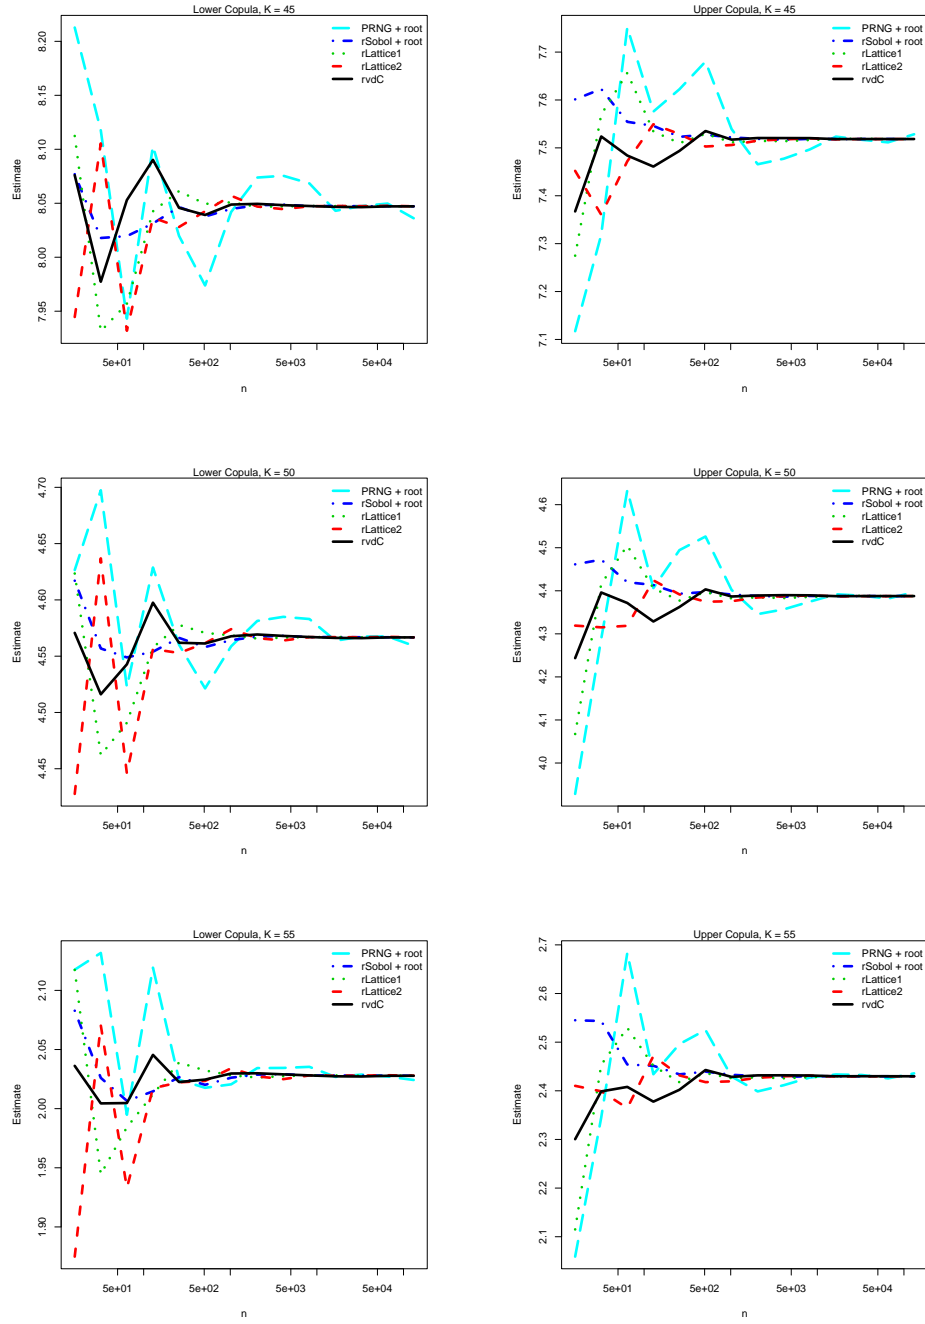 Lower Copula, K = 45
PRNG + root
rSobol + root
rLattice1
rLattice2
rvdC
Estimate
8.20
8.15
8.10
8.05
8.00
7.95
5e+01 5e+02 5e+03 5e+04
n
Upper Copula, K = 45
PRNG + root
rSobol + root
rLattice1
rLattice2
rvdC
Estimate
7.7
7.6
7.5
7.4
7.3
7.2
7.1
5e+01 5e+02 5e+03 5e+04
n
Lower Copula, K = 50
PRNG + root
rSobol + root
rLattice1
rLattice2
rvdC
Estimate
4.70
4.65
4.60
4.55
4.50
4.45
5e+01 5e+02 5e+03 5e+04
n
Upper Copula, K = 50
PRNG + root
rSobol + root
rLattice1
rLattice2
rvdC
Estimate
4.6
4.5
4.4
4.3
4.2
4.1
4.0
5e+01 5e+02 5e+03 5e+04
n
Lower Copula, K = 55
PRNG + root
rSobol + root
rLattice1
rLattice2
rvdC
Estimate
2.10
2.05
2.00
1.95
1.90
5e+01 5e+02 5e+03 5e+04
n
Upper Copula, K = 55
PRNG + root
rSobol + root
rLattice1
rLattice2
rvdC
Estimate
2.7
2.6
2.5
2.4
2.3
2.2
2.1
5e+01 5e+02 5e+03 5e+04
n